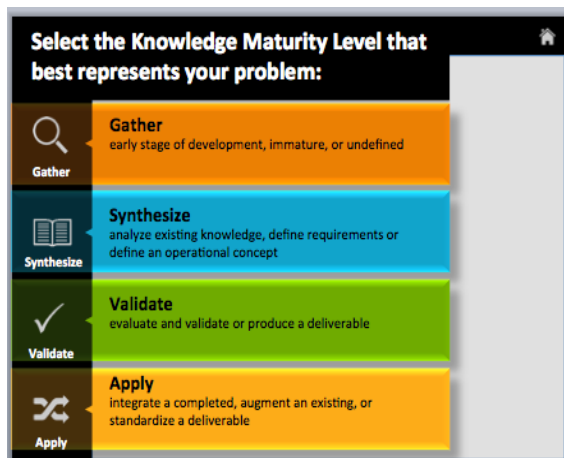 Select the Knowledge Maturity Level that
best represents your problem:
Gather
Gather
early stage of development, immature, or undefined
Synthesize
Synthesize
analyze existing knowledge, define requirements or
define an operational concept
Validate
Validate
evaluate and validate or produce a deliverable
Apply
Apply
integrate a completed, augment an existing, or
standardize a deliverable